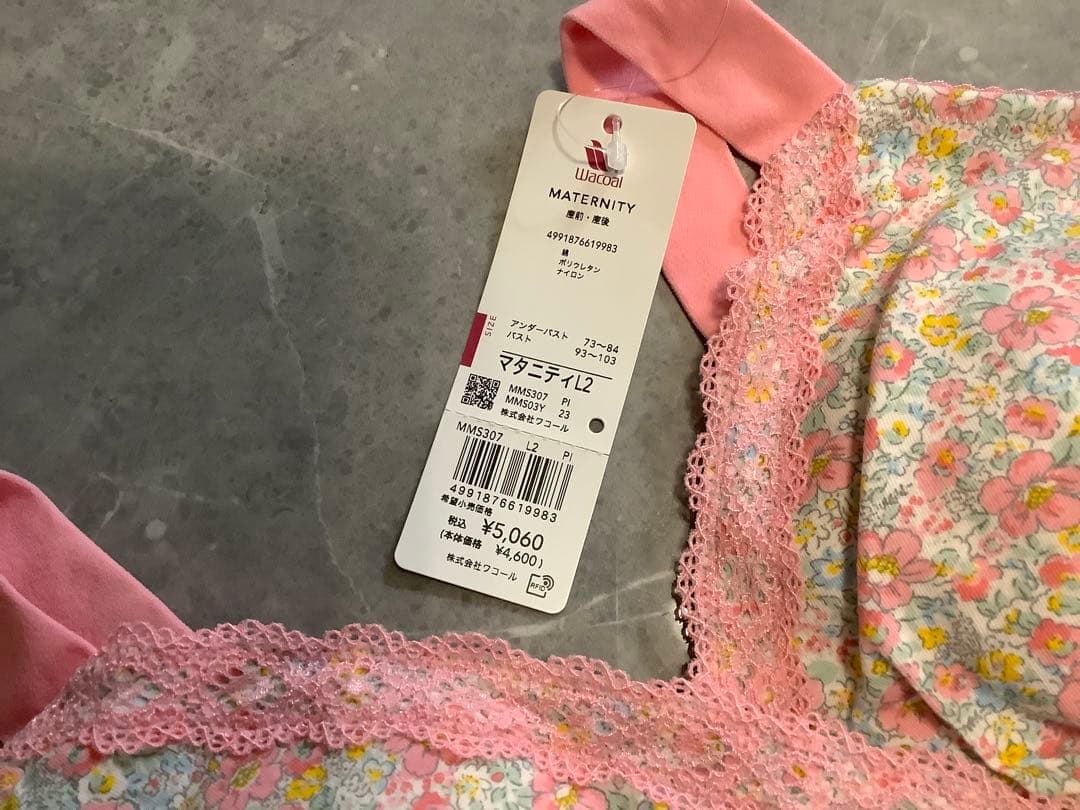 Wacoal
MATERNITY
産前・産後
4991876619983
綿
ポリウレタン
ナイロン
SIZE
アンダーバスト 73〜84
バスト 93〜103
マタニティL2
MMS307 PI
MMS03Y 23
株式会社ワコール
MMS307 L2 PI
4991876619983
希望小売価格
税込 ¥5,060
(本体価格 ¥4,600)
株式会社ワコール
RFID